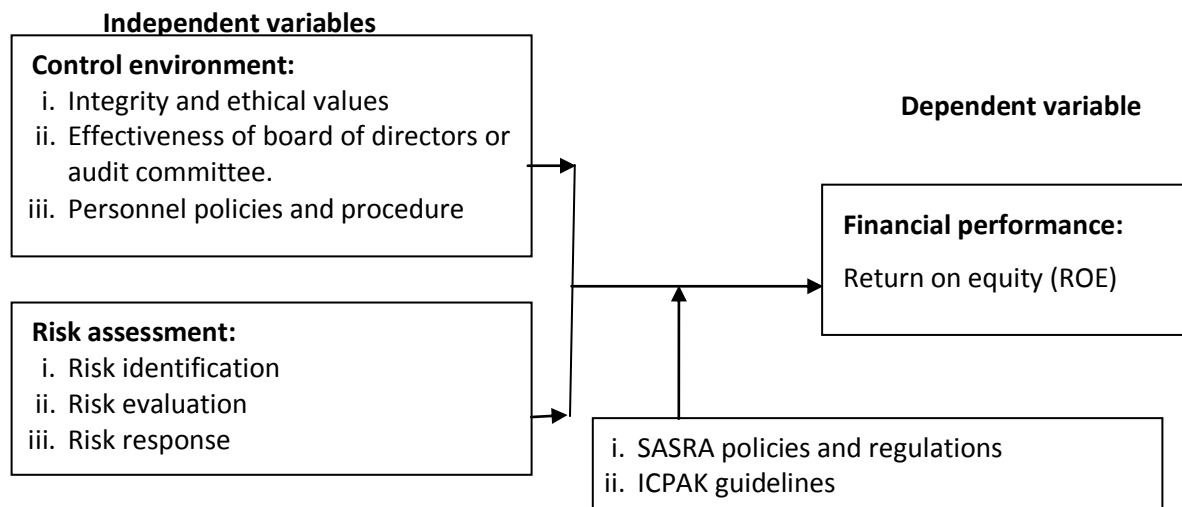 Independent variables
Control environment:
i. Integrity and ethical values
ii. Effectiveness of board of directors or
audit committee.
iii. Personnel policies and procedure
Dependent variable
Financial performance:
Return on equity (ROE)
Risk assessment:
i. Risk identification
ii. Risk evaluation
iii. Risk response
i. SASRA policies and regulations
ii. ICPAK guidelines